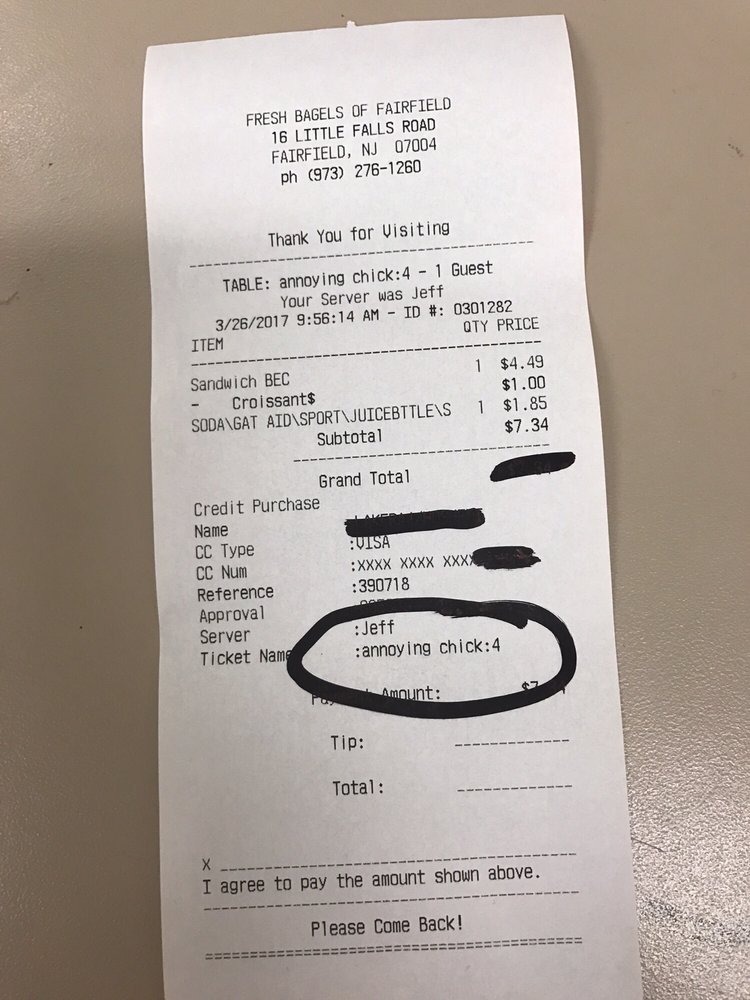 FRESH BAGELS OF FAIRFIELD
16 LITTLE FALLS ROAD
FAIRFIELD, NJ 07004
ph (973) 276-1260
Thank You for Visiting
TABLE: annoying chick:4 - 1 Guest
Your Server was Jeff
3/26/2017 9:56:14 AM - ID #: 0301282
ITEM QTY PRICE
Sandwich BEC 1 $4.49
- Croissant$ $1.00
SODA\GAT AID\SPORT\JUICEBTTLE\S 1 $1.85
Subtotal $7.34
Grand Total
Credit Purchase
Name
CC Type :VISA
CC Num :XXXX XXXX XXXX
Reference :390718
Approval
Server :Jeff
Ticket Name :annoying chick:4
Amount: $7
Tip:
Total:
X
I agree to pay the amount shown above.
Please Come Back!